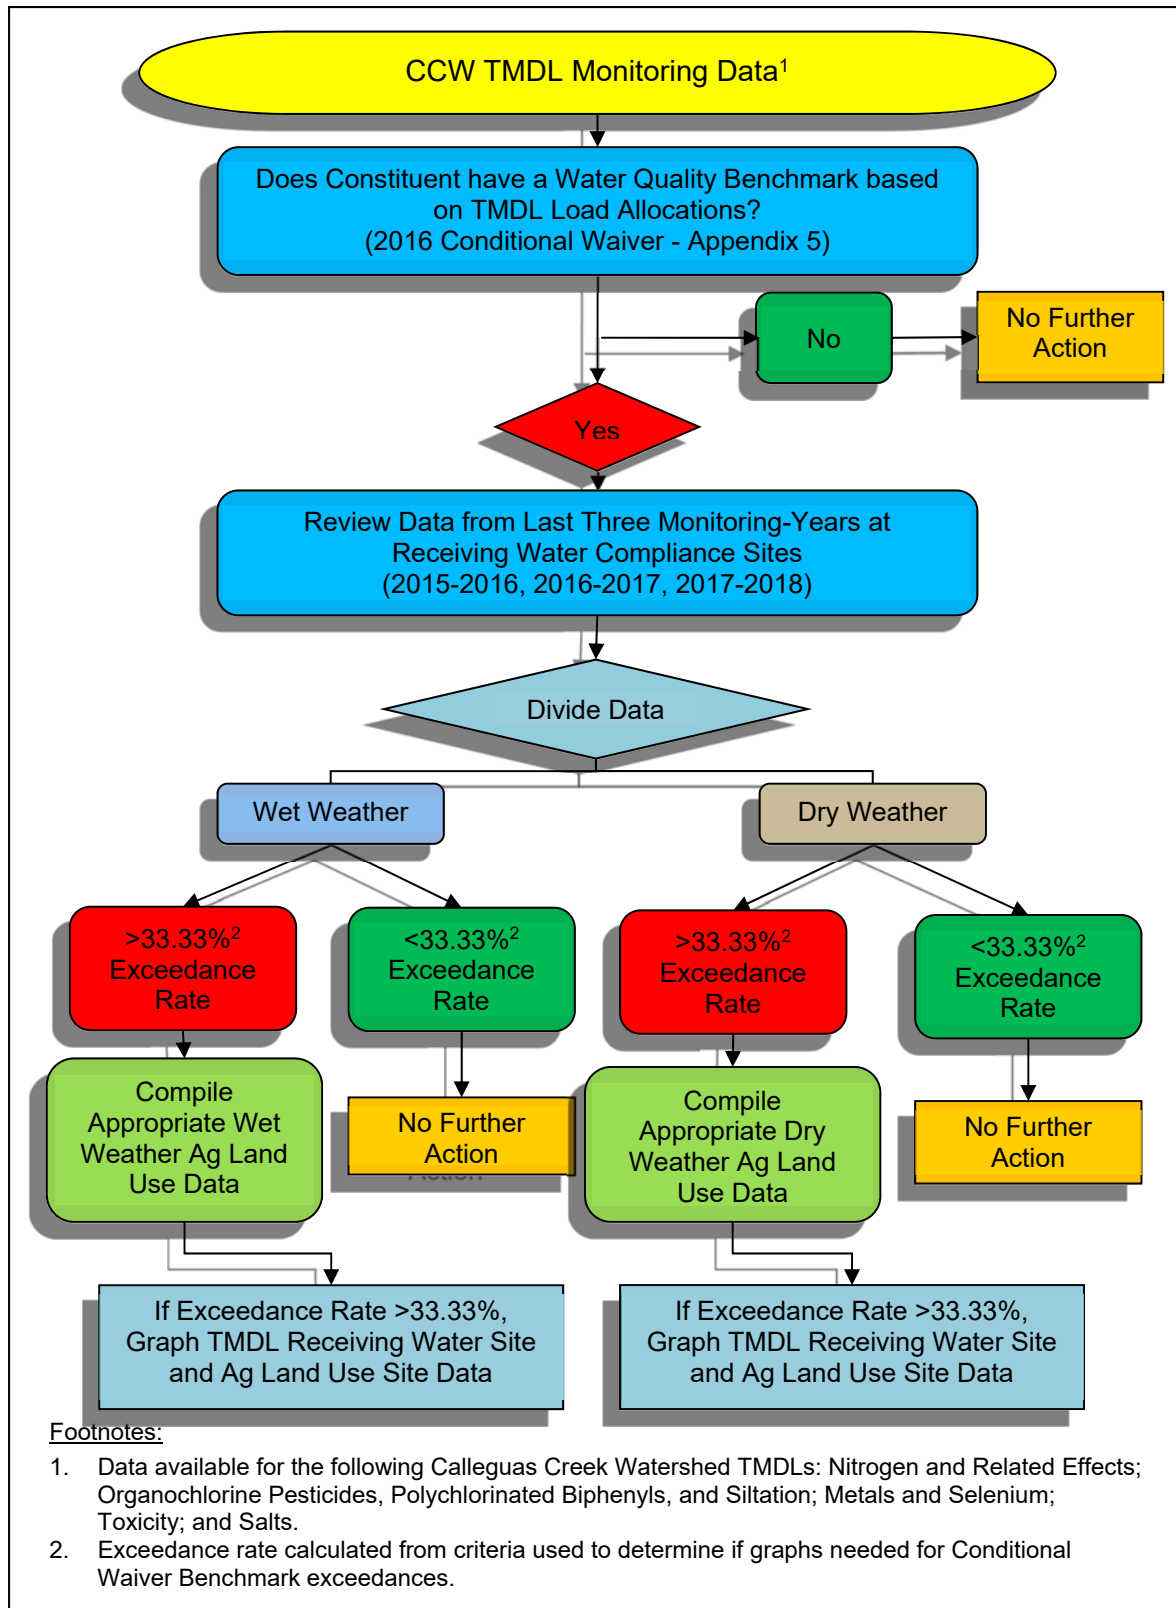 CCW TMDL Monitoring Data1
Does Constituent have a Water Quality Benchmark based
on TMDL Load Allocations?
(2016 Conditional Waiver - Appendix 5)
No
No Further
Action
Yes
Review Data from Last Three Monitoring-Years at
Receiving Water Compliance Sites
(2015-2016, 2016-2017, 2017-2018)
Divide Data
Wet Weather
Dry Weather
>33.33%2
Exceedance
Rate
<33.33%2
Exceedance
Rate
>33.33%2
Exceedance
Rate
<33.33%2
Exceedance
Rate
Compile
Appropriate Wet
Weather Ag Land
Use Data
No Further
Action
Compile
Appropriate Dry
Weather Ag Land
Use Data
No Further
Action
If Exceedance Rate >33.33%,
Graph TMDL Receiving Water Site
and Ag Land Use Site Data
If Exceedance Rate >33.33%,
Graph TMDL Receiving Water Site
and Ag Land Use Site Data
Footnotes:
1. Data available for the following Calleguas Creek Watershed TMDLs: Nitrogen and Related Effects;
Organochlorine Pesticides, Polychlorinated Biphenyls, and Siltation; Metals and Selenium;
Toxicity; and Salts.
2. Exceedance rate calculated from criteria used to determine if graphs needed for Conditional
Waiver Benchmark exceedances.